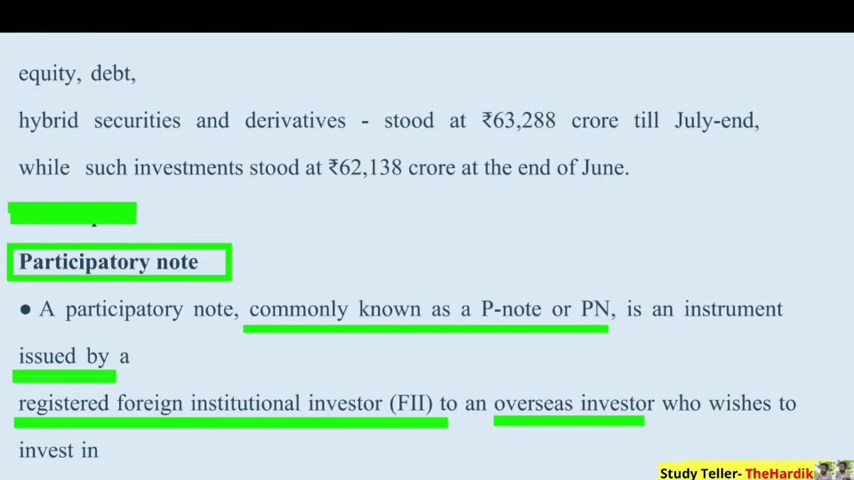 equity, debt,
hybrid securities and derivatives - stood at ₹63,288 crore till July-end,
while such investments stood at ₹62,138 crore at the end of June.
Participatory note
● A participatory note, commonly known as a P-note or PN, is an instrument
issued by a
registered foreign institutional investor (FII) to an overseas investor who wishes to
invest in
Study Teller- TheHardik